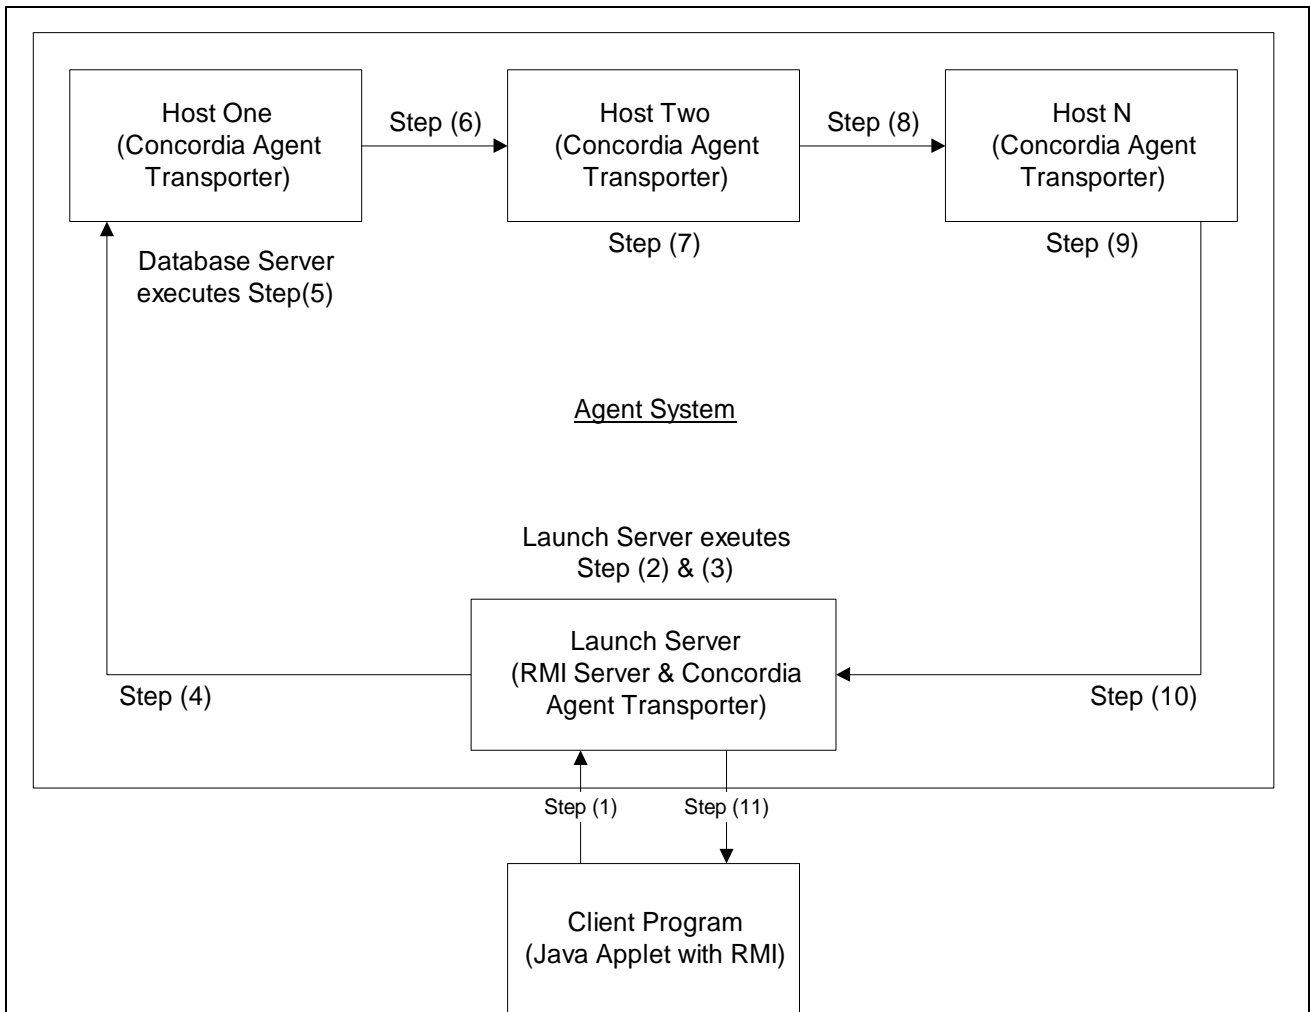 Host One
(Concordia Agent
Transporter)
Step (6)
Host Two
(Concordia Agent
Transporter)
Step (8)
Host N
(Concordia Agent
Transporter)
Database Server
executes Step(5)
Step (7)
Step (9)
Agent System
Launch Server exeutes
Step (2) & (3)
Launch Server
(RMI Server & Concordia
Agent Transporter)
Step (4)
Step (10)
Step (1)
Step (11)
Client Program
(Java Applet with RMI)